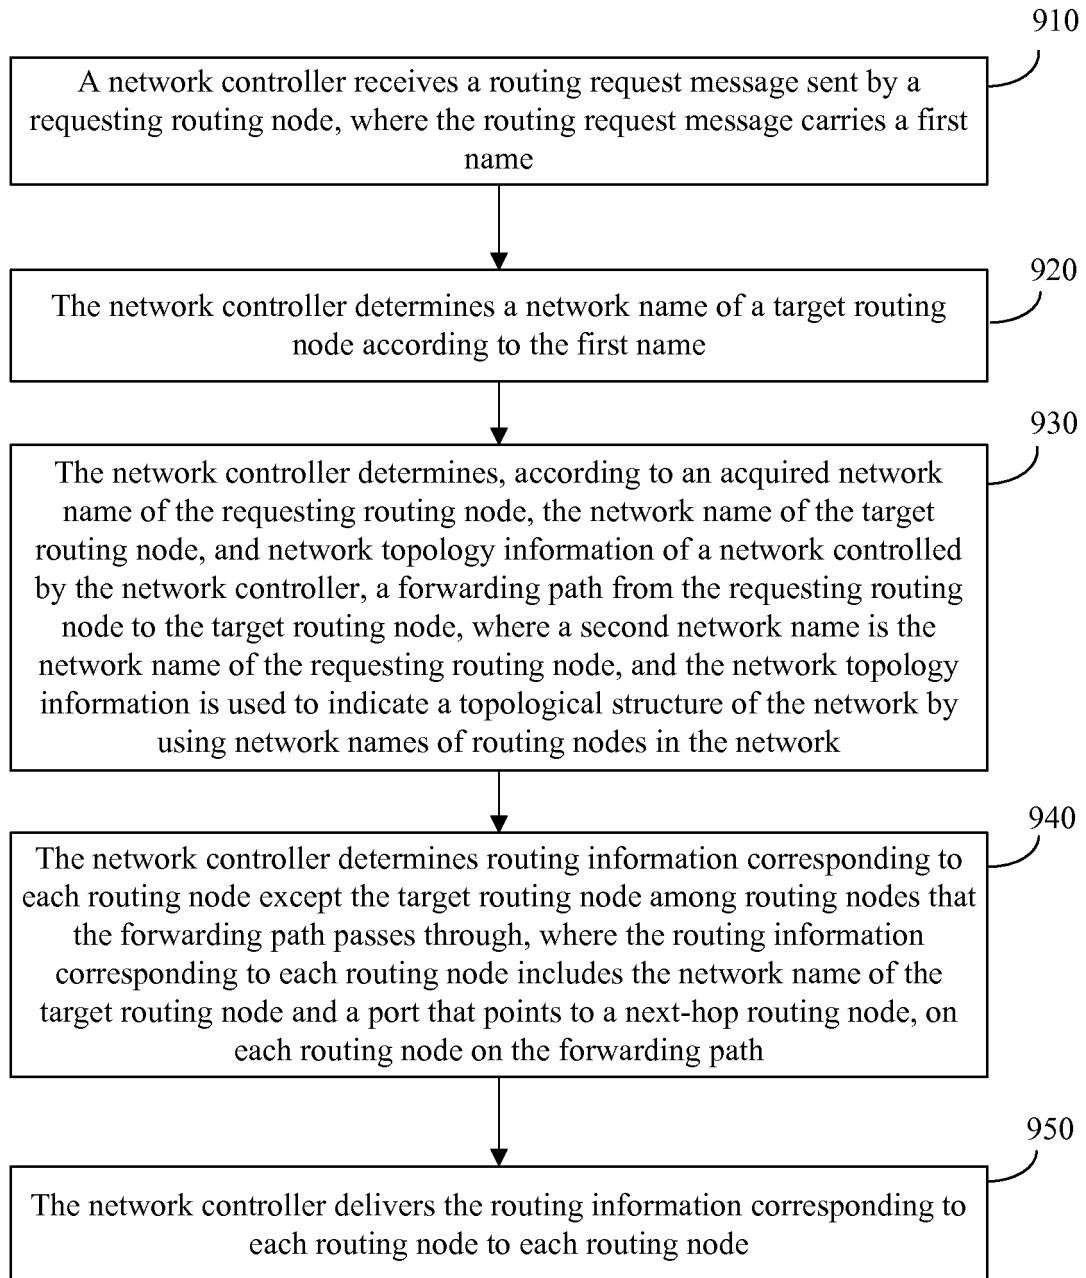 910
A network controller receives a routing request message sent by a
requesting routing node, where the routing request message carries a first
name
920
The network controller determines a network name of a target routing
node according to the first name
930
The network controller determines, according to an acquired network
name of the requesting routing node, the network name of the target
routing node, and network topology information of a network controlled
by the network controller, a forwarding path from the requesting routing
node to the target routing node, where a second network name is the
network name of the requesting routing node, and the network topology
information is used to indicate a topological structure of the network by
using network names of routing nodes in the network
940
The network controller determines routing information corresponding to
each routing node except the target routing node among routing nodes that
the forwarding path passes through, where the routing information
corresponding to each routing node includes the network name of the
target routing node and a port that points to a next-hop routing node, on
each routing node on the forwarding path
950
The network controller delivers the routing information corresponding to
each routing node to each routing node